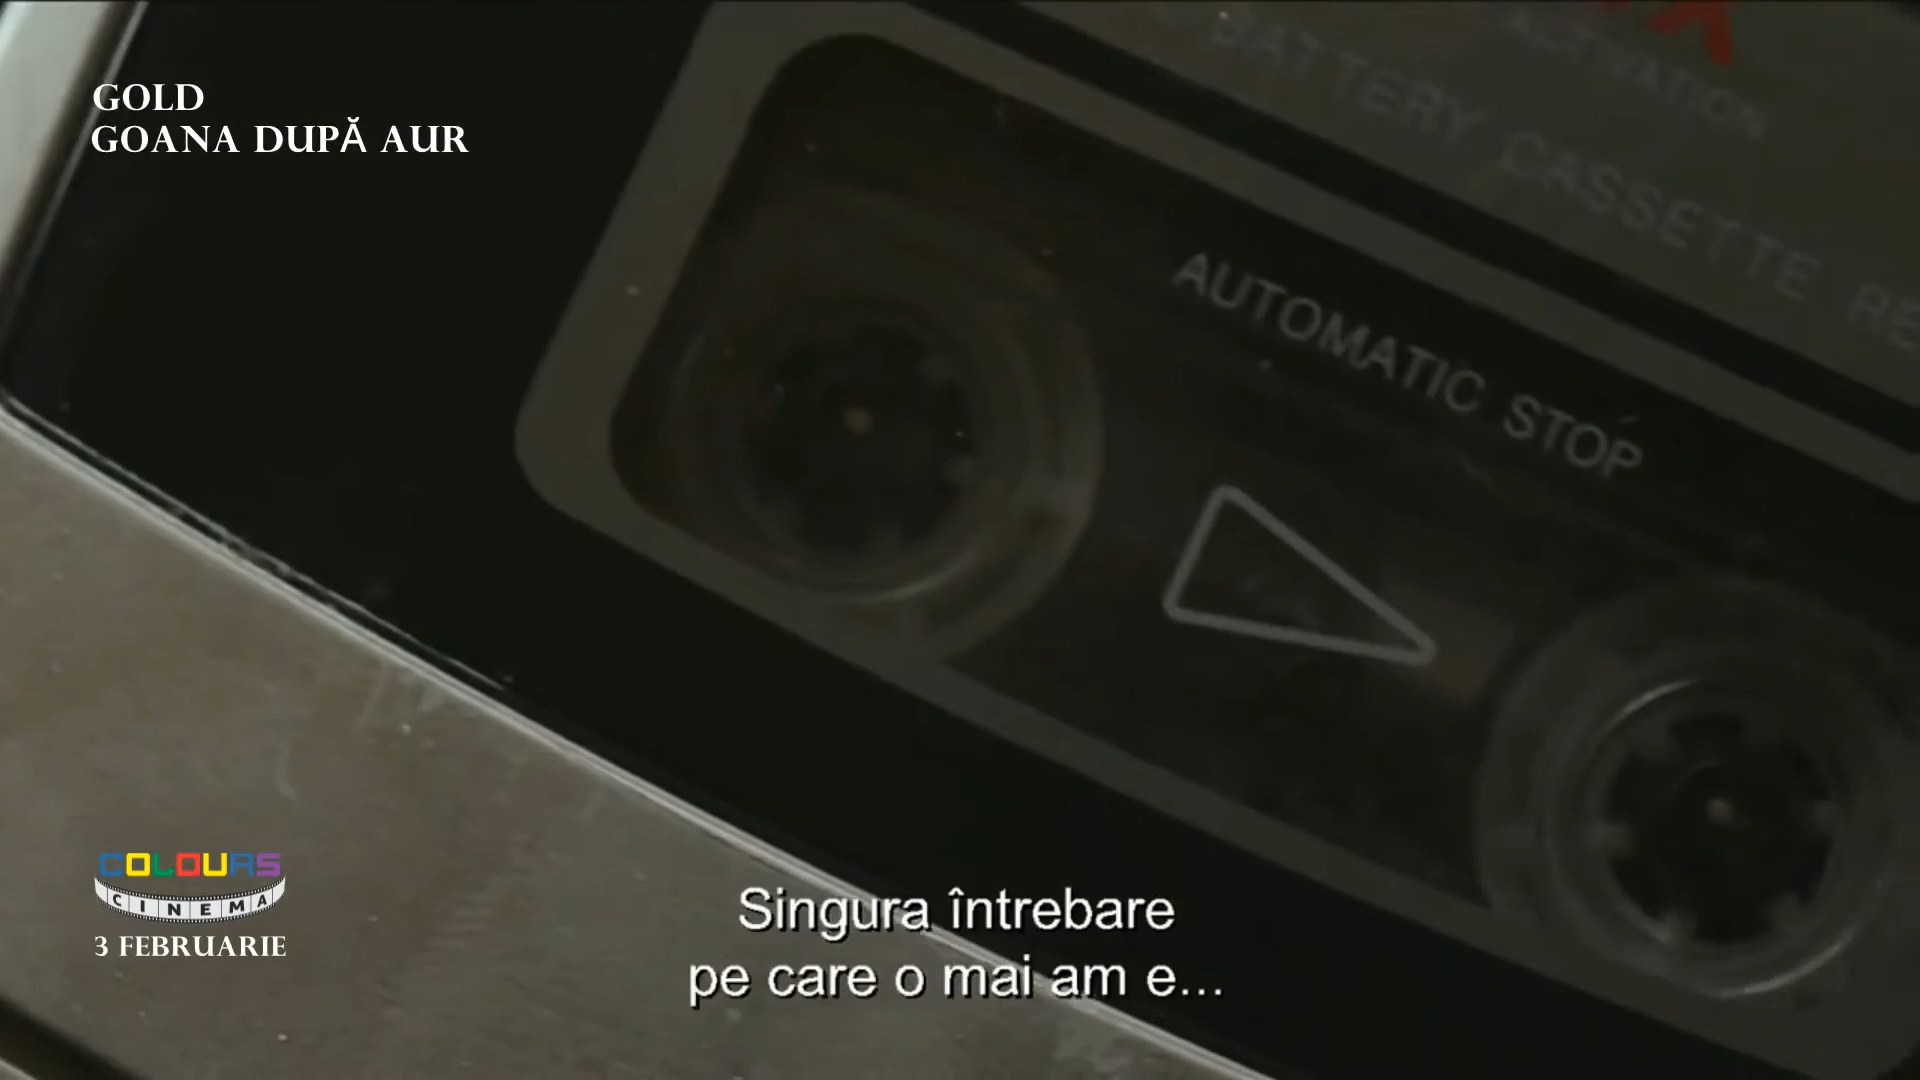 GOLD
GOANA DUPĂ AUR
ACTIVATION
BATTERY CASSETTE
AUTOMATIC STOP
COLOURS
CINEMA
3 FEBRUARIE
Singura întrebare
pe care o mai am e...